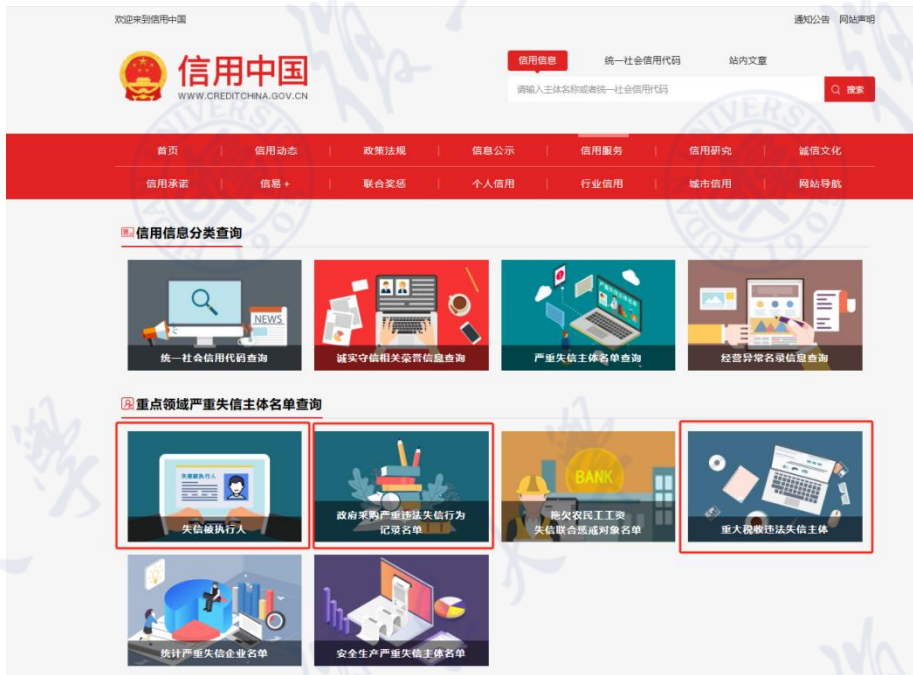 欢迎来到信用中国
通知公告 网站声明
信用中国
WWW.CREDITCHINA.GOV.CN
信用信息 统一社会信用代码 站内文章
请输入主体名称或者统一社会信用代码
搜索
首页 | 信用动态 | 政策法规 | 信息公示 | 信用服务 | 信用研究 | 诚信文化
信用承诺 | 信易+ | 联合奖惩 | 个人信用 | 行业信用 | 城市信用 | 网站导航
信用信息分类查询
NEWS
统一社会信用代码查询
诚实守信相关荣誉信息查询
严重失信主体名单查询
经营异常名录信息查询
重点领域严重失信主体名单查询
失信被执行人
失信被执行人
政府采购严重违法失信行为
记录名单
BANK
拖欠农民工工资
失信联合惩戒对象名单
重大税收违法失信主体
统计严重失信企业名单
安全生产严重失信主体名单